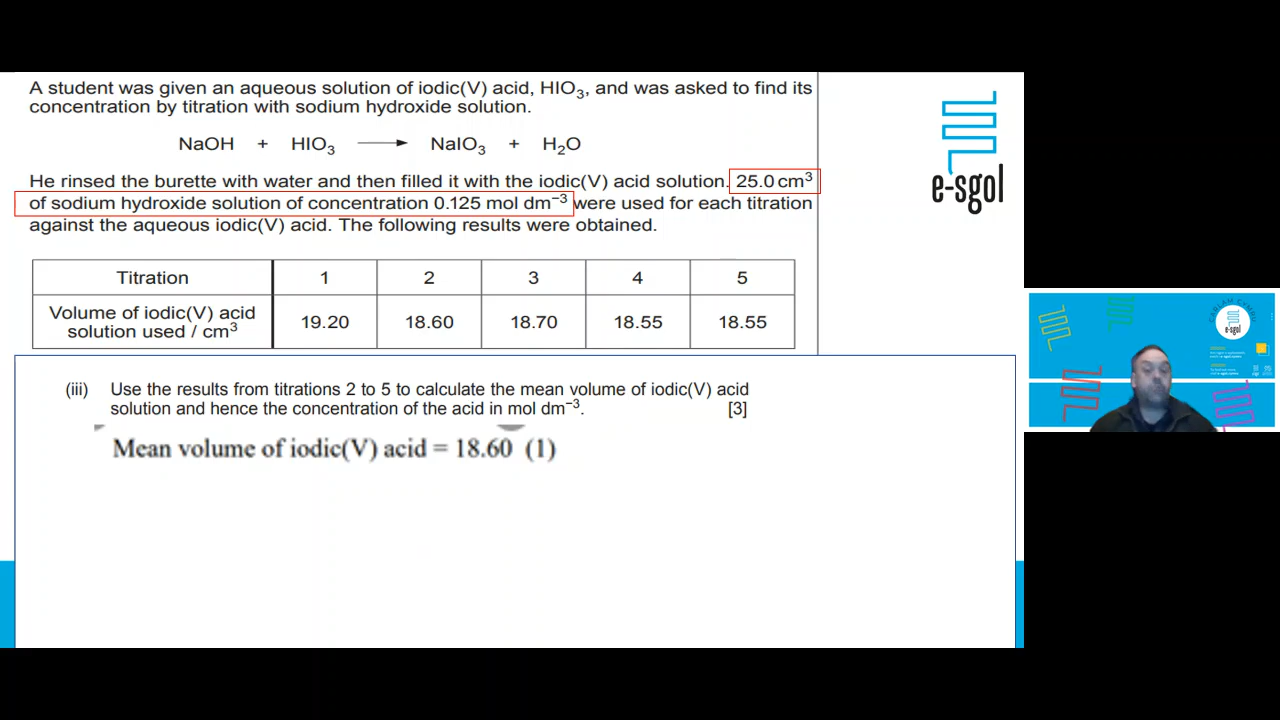 A student was given an aqueous solution of iodic(V) acid, HIO₃, and was asked to find its
concentration by titration with sodium hydroxide solution.
NaOH + HIO₃ ⟶ NaIO₃ + H₂O
He rinsed the burette with water and then filled it with the iodic(V) acid solution. 25.0 cm³
of sodium hydroxide solution of concentration 0.125 mol dm⁻³ were used for each titration
against the aqueous iodic(V) acid. The following results were obtained.
Titration 1 2 3 4 5
Volume of iodic(V) acid
solution used / cm³ 19.20 18.60 18.70 18.55 18.55
(iii) Use the results from titrations 2 to 5 to calculate the mean volume of iodic(V) acid
solution and hence the concentration of the acid in mol dm⁻³. [3]
Mean volume of iodic(V) acid = 18.60 (1)
e-sgol
e-sgol